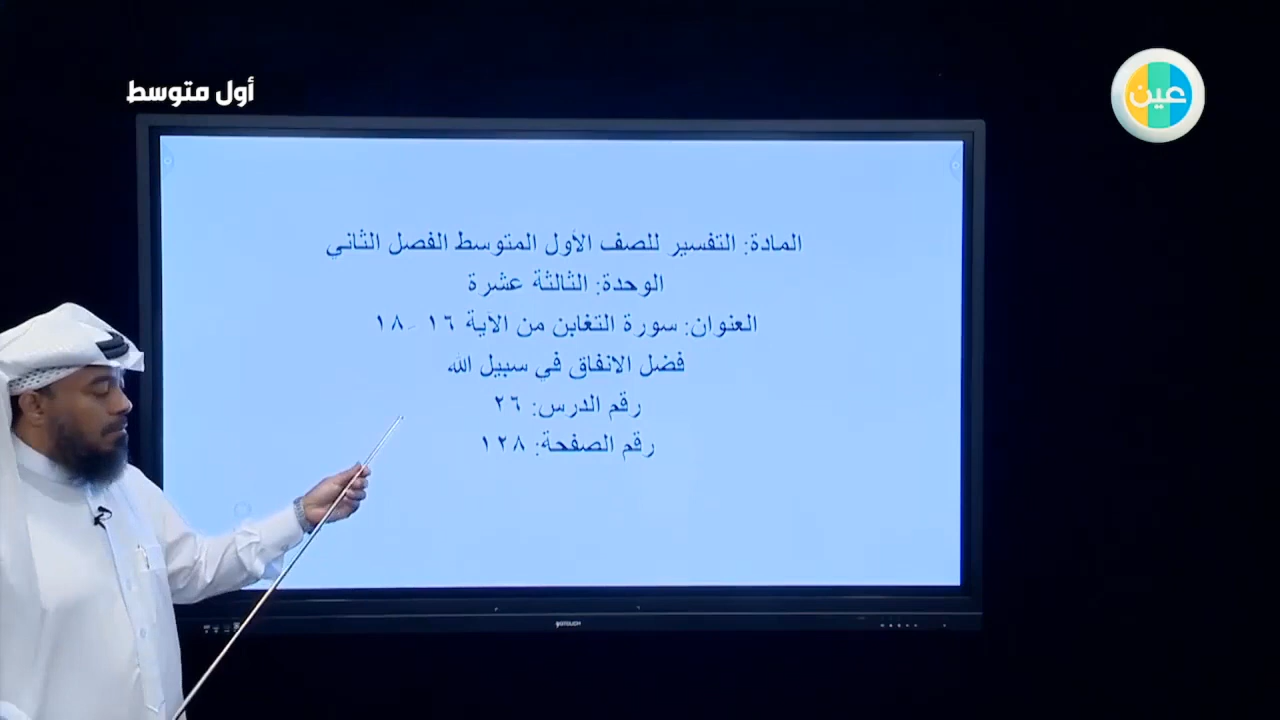 أول متوسط
عين
المادة: التفسير للصف الأول المتوسط الفصل الثاني
الوحدة: الثالثة عشرة
العنوان: سورة التغابن من الآية ١٦ - ١٨
فضل الانفاق في سبيل الله
رقم الدرس: ٢٦
رقم الصفحة: ١٢٨